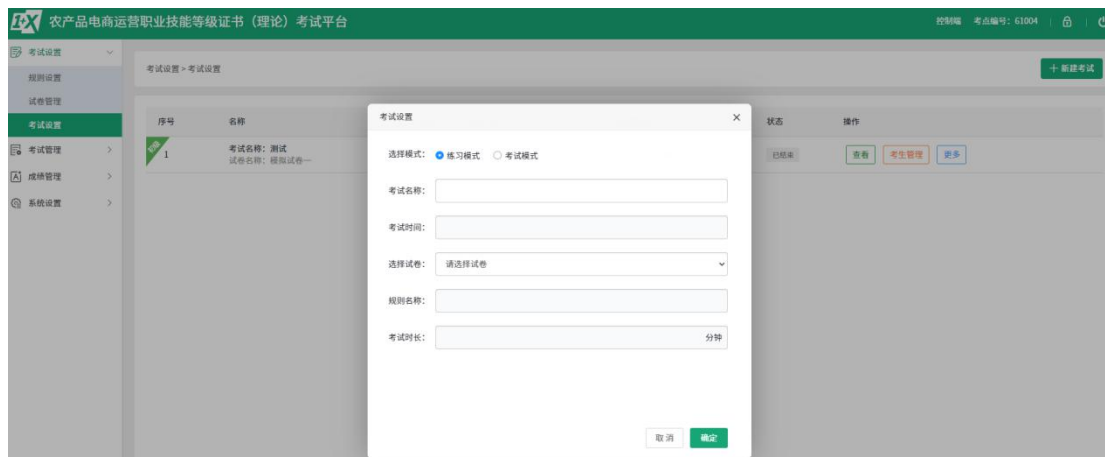 1+X 农产品电商运营职业技能等级证书（理论）考试平台
控制端 考点编号：61004
考试设置
规则设置
试卷管理
考试设置
考试管理
成绩管理
系统设置
考试设置 > 考试设置
+ 新建考试
序号 名称 状态 操作
1
考试名称：测试
试卷名称：模拟试卷一
已结束
查看 考生管理 更多
考试设置
选择模式： 练习模式 考试模式
考试名称：
考试时间：
选择试卷： 请选择试卷
规则名称：
考试时长： 分钟
取消 确定